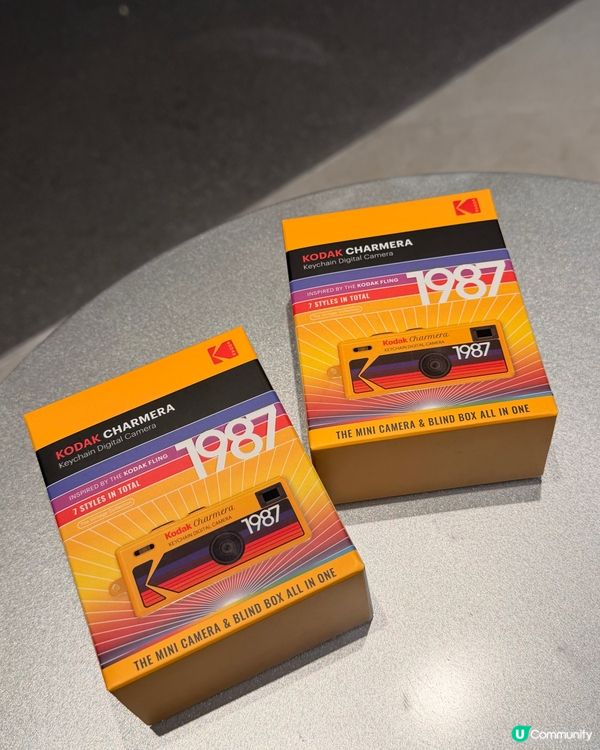 KODAK
KODAK CHARMERA
Keychain Digital Camera
INSPIRED BY THE KODAK FLING
1987
7 STYLES IN TOTAL
Kodak Charmera
KEYCHAIN DIGITAL CAMERA
1987
THE MINI CAMERA & BLIND BOX ALL IN ONE
KODAK
KODAK CHARMERA
Keychain Digital Camera
INSPIRED BY THE KODAK FLING
1987
7 STYLES IN TOTAL
Kodak Charmera
KEYCHAIN DIGITAL CAMERA
1987
THE MINI CAMERA & BLIND BOX ALL IN ONE
U Community